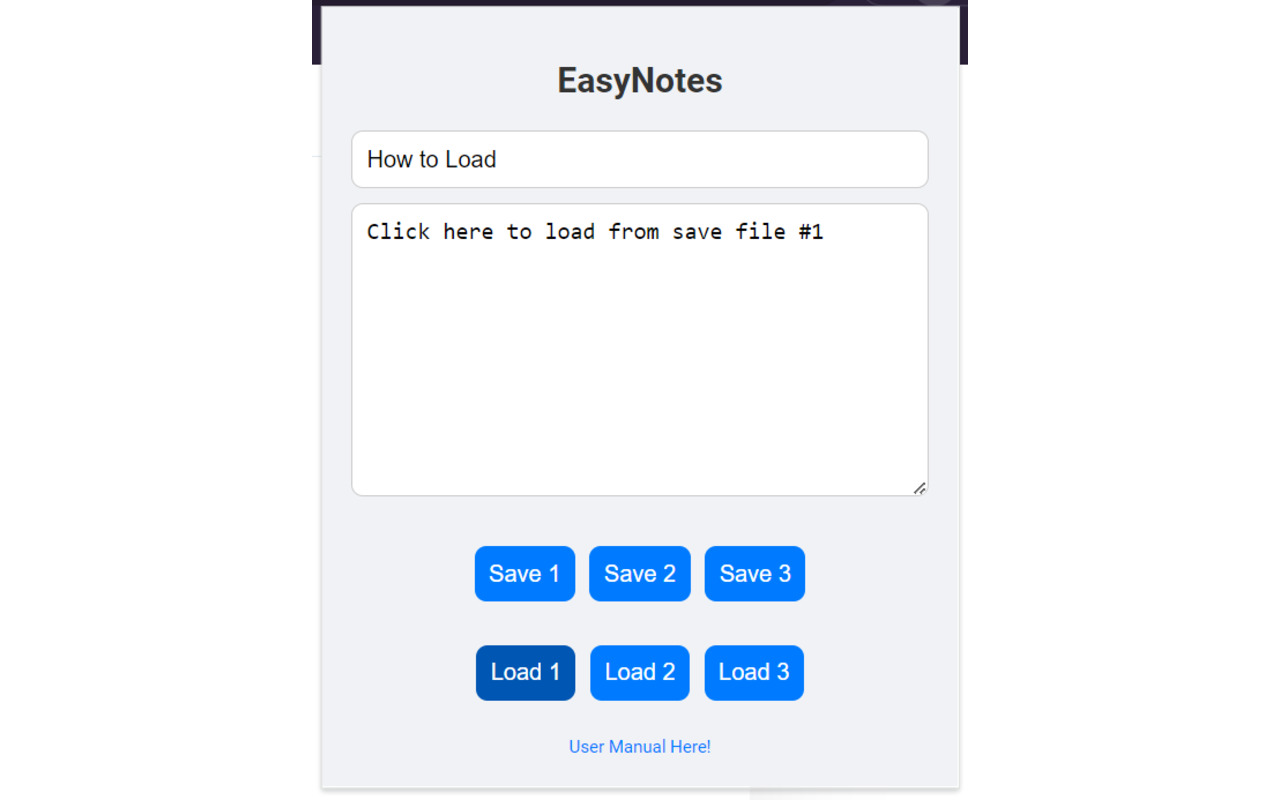 EasyNotes
How to Load
Click here to load from save file #1
Save 1 Save 2 Save 3
Load 1 Load 2 Load 3
User Manual Here!